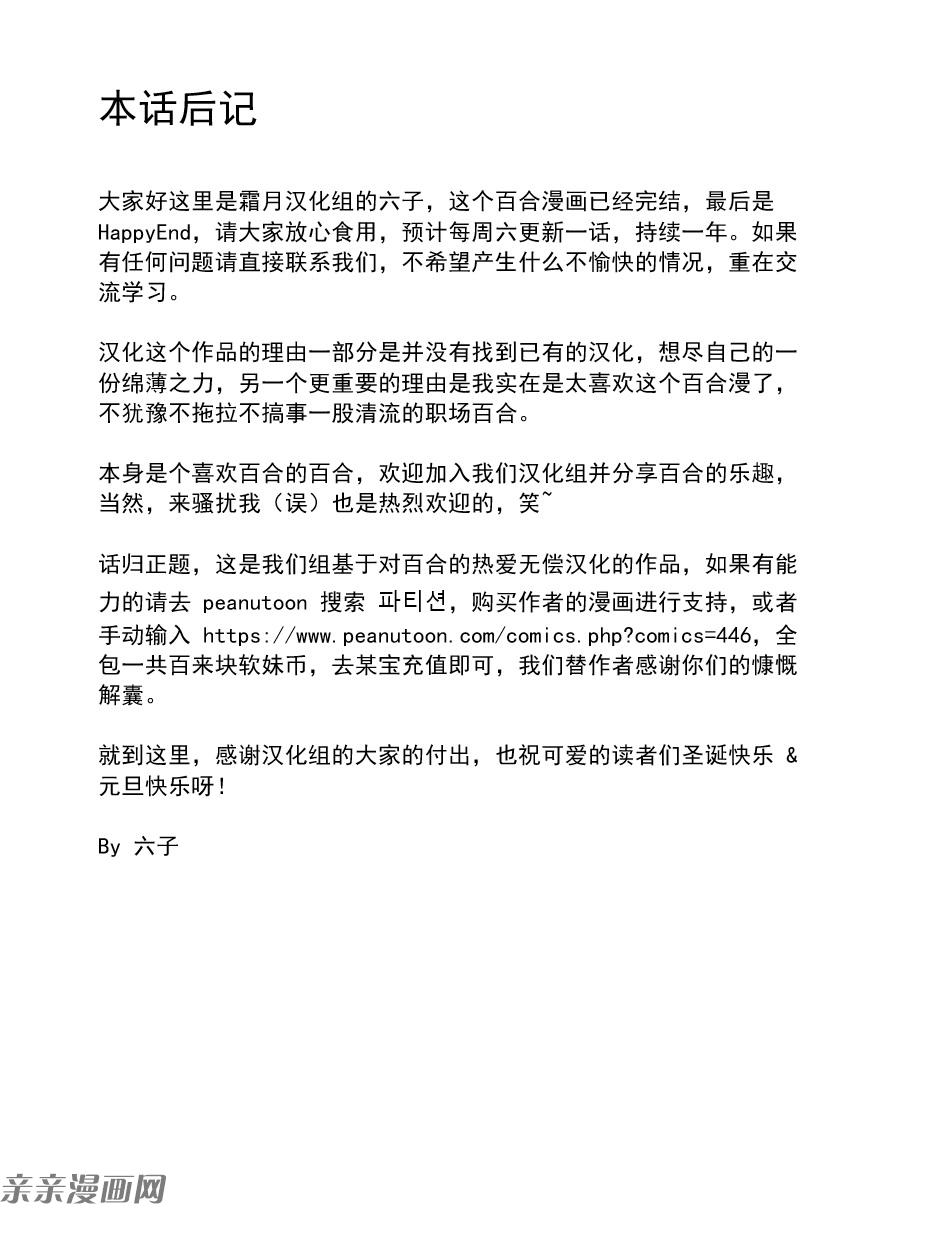 本话后记
大家好这里是霜月汉化组的六子，这个百合漫画已经完结，最后是
HappyEnd，请大家放心食用，预计每周六更新一话，持续一年。如果
有任何问题请直接联系我们，不希望产生什么不愉快的情况，重在交
流学习。
汉化这个作品的理由一部分是并没有找到已有的汉化，想尽自己的一
份绵薄之力，另一个更重要的理由是我实在是太喜欢这个百合漫了，
不犹豫不拖拉不搞事一股清流的职场百合。
本身是个喜欢百合的百合，欢迎加入我们汉化组并分享百合的乐趣，
当然，来骚扰我（误）也是热烈欢迎的，笑~
话归正题，这是我们组基于对百合的热爱无偿汉化的作品，如果有能
力的请去 peanutoon 搜索 파티션，购买作者的漫画进行支持，或者
手动输入 https://www.peanutoon.com/comics.php?comics=446，全
包一共百来块软妹币，去某宝充值即可，我们替作者感谢你们的慷慨
解囊。
就到这里，感谢汉化组的大家的付出，也祝可爱的读者们圣诞快乐 &
元旦快乐呀！
By 六子
亲亲漫画网